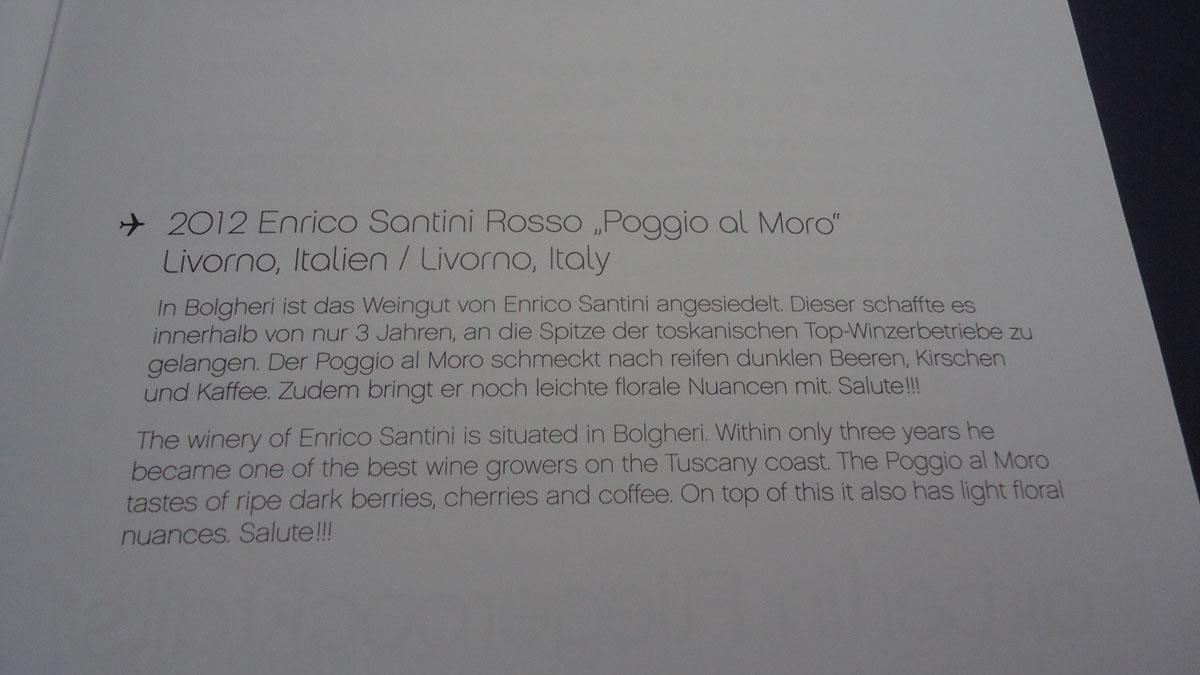 2012 Enrico Santini Rosso „Poggio al Moro“
Livorno, Italien / Livorno, Italy
In Bolgheri ist das Weingut von Enrico Santini angesiedelt. Dieser schaffte es
innerhalb von nur 3 Jahren, an die Spitze der toskanischen Top-Winzerbetriebe zu
gelangen. Der Poggio al Moro schmeckt nach reifen dunklen Beeren, Kirschen
und Kaffee. Zudem bringt er noch leichte florale Nuancen mit. Salute!!!
The winery of Enrico Santini is situated in Bolgheri. Within only three years he
became one of the best wine growers on the Tuscany coast. The Poggio al Moro
tastes of ripe dark berries, cherries and coffee. On top of this it also has light floral
nuances. Salute!!!